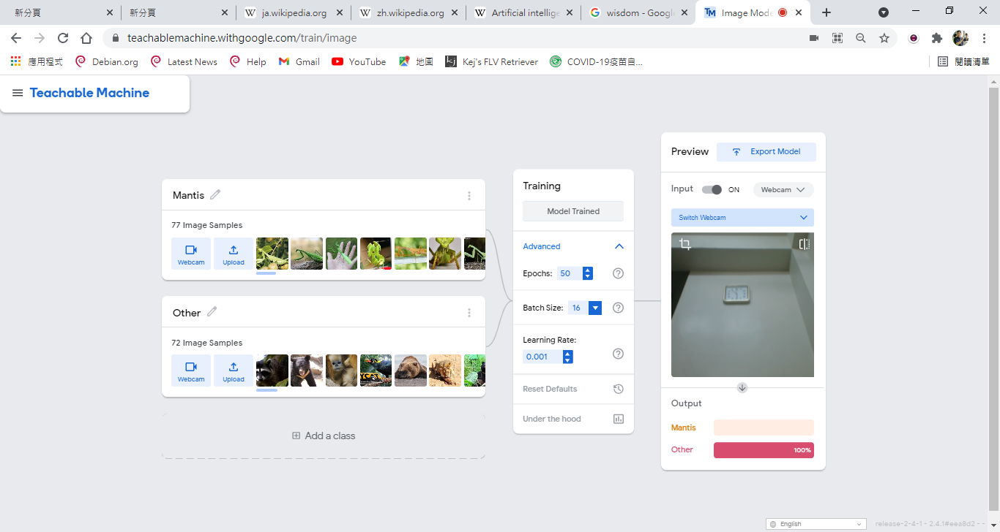 新分頁
新分頁
ja.wikipedia.org
zh.wikipedia.org
Artificial intellige
wisdom - Googl
Image Mode
teachablemachine.withgoogle.com/train/image
應用程式
Debian.org
Latest News
Help
Gmail
YouTube
地圖
Kej's FLV Retriever
COVID-19疫苗自...
閱讀清單
Teachable Machine
Mantis
77 Image Samples
Webcam
Upload
Other
72 Image Samples
Webcam
Upload
Add a class
Training
Model Trained
Advanced
Epochs: 50
Batch Size: 16
Learning Rate:
0.001
Reset Defaults
Under the hood
Preview
Export Model
Input ON Webcam
Switch Webcam
Output
Mantis
Other 100%
English
release-2-4-1 - 2.4.1#eea8d2 - -